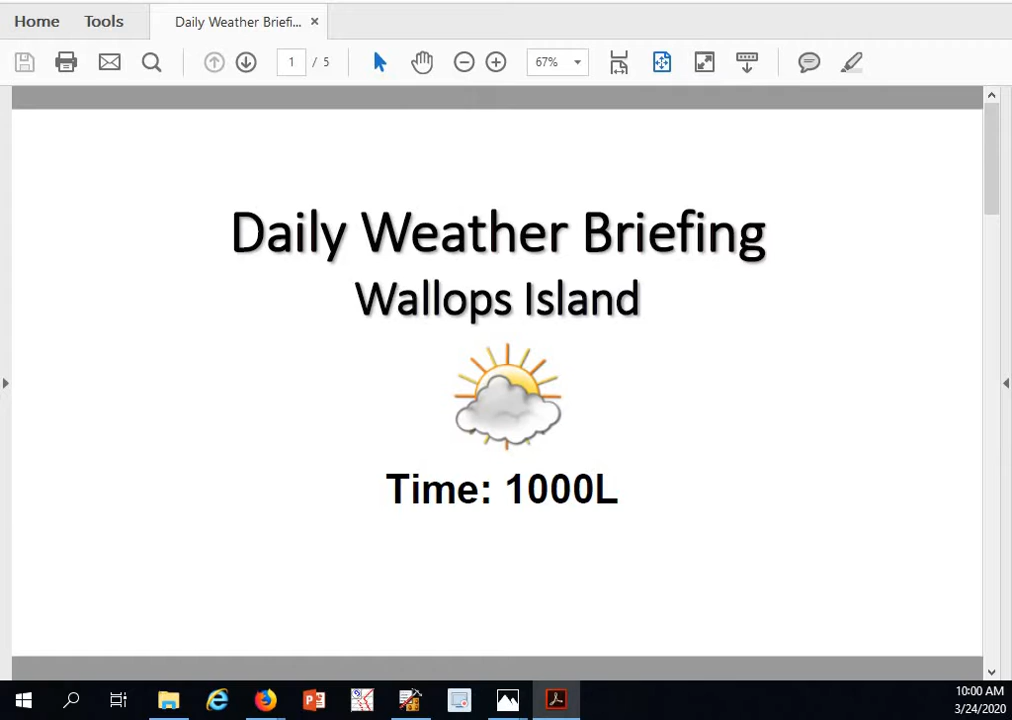 Home
Tools
Daily Weather Briefi... ×
1 / 5
67%
Daily Weather Briefing
Wallops Island
Time: 1000L
10:00 AM
3/24/2020